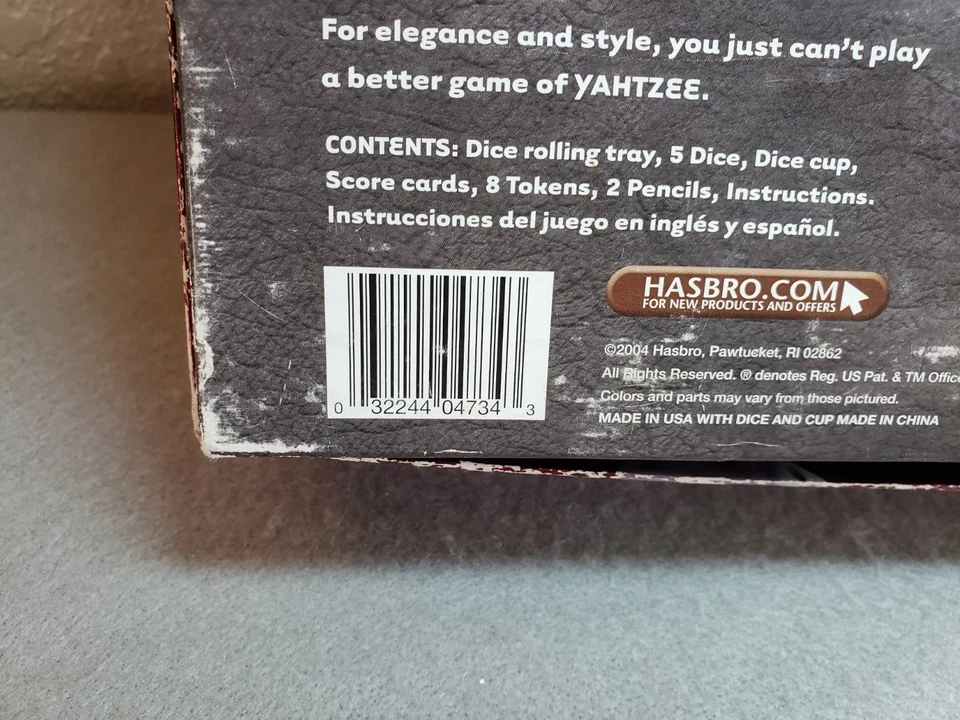 For elegance and style, you just can't play
a better game of YAHTZEE.
CONTENTS: Dice rolling tray, 5 Dice, Dice cup,
Score cards, 8 Tokens, 2 Pencils, Instructions.
Instrucciones del juego en inglés y español.
0 32244 04734 3
HASBRO.COM
FOR NEW PRODUCTS AND OFFERS
©2004 Hasbro, Pawtucket, RI 02862
All Rights Reserved. ® denotes Reg. US Pat. & TM Offic
Colors and parts may vary from those pictured.
MADE IN USA WITH DICE AND CUP MADE IN CHINA